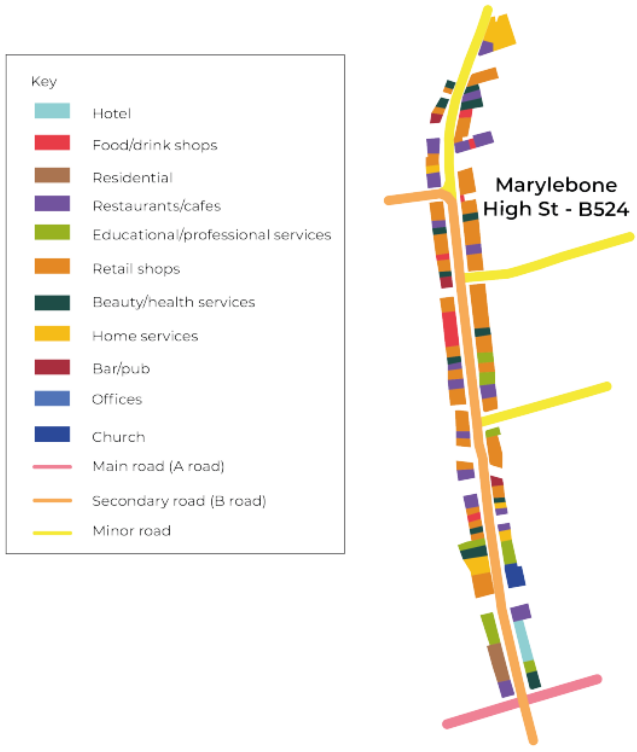 Key
Hotel
Food/drink shops
Residential
Restaurants/cafes
Educational/professional services
Retail shops
Beauty/health services
Home services
Bar/pub
Offices
Church
Main road (A road)
Secondary road (B road)
Minor road
Marylebone
High St - B524